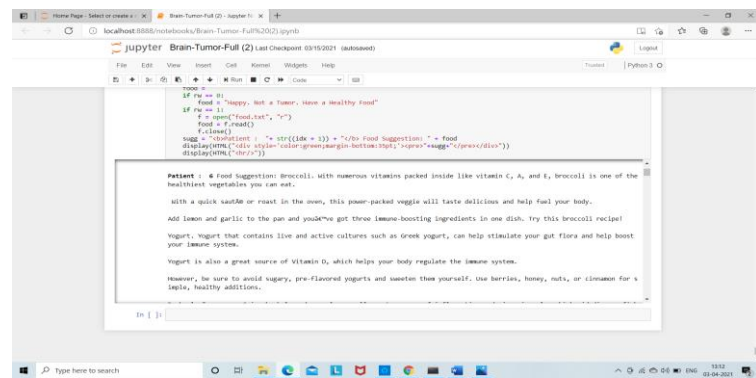 Home Page - Select or create a n
Brain-Tumor-Full (2) - Jupyter No
localhost:8888/notebooks/Brain-Tumor-Full%20(2).ipynb
jupyter Brain-Tumor-Full (2) Last Checkpoint: 03/15/2021 (autosaved)
Logout
File Edit View Insert Cell Kernel Widgets Help
Trusted Python 3
Run Code
food =
if rw == 0:
food = "Happy. Not a Tumor. Have a Healthy Food"
if rw == 1:
f = open("food.txt", "r")
food = f.read()
f.close()
sugg = "<b>Patient : "+ str((idx + 1)) + "</b> Food Suggestion: " + food
display(HTML("<div style='color:green;margin-bottom:35pt;'><pre>"+sugg+"</pre></div>"))
display(HTML("<hr/>"))
Patient : 6 Food Suggestion: Broccoli. With numerous vitamins packed inside like vitamin C, A, and E, broccoli is one of the
healthiest vegetables you can eat.
With a quick sautÃ© or roast in the oven, this power-packed veggie will taste delicious and help fuel your body.
Add lemon and garlic to the pan and youâ€™ve got three immune-boosting ingredients in one dish. Try this broccoli recipe!
Yogurt. Yogurt that contains live and active cultures such as Greek yogurt, can help stimulate your gut flora and help boost
your immune system.
Yogurt is also a great source of Vitamin D, which helps your body regulate the immune system.
However, be sure to avoid sugary, pre-flavored yogurts and sweeten them yourself. Use berries, honey, nuts, or cinnamon for s
imple, healthy additions.
In [ ]:
Type here to search
ENG
13:12
03-04-2021